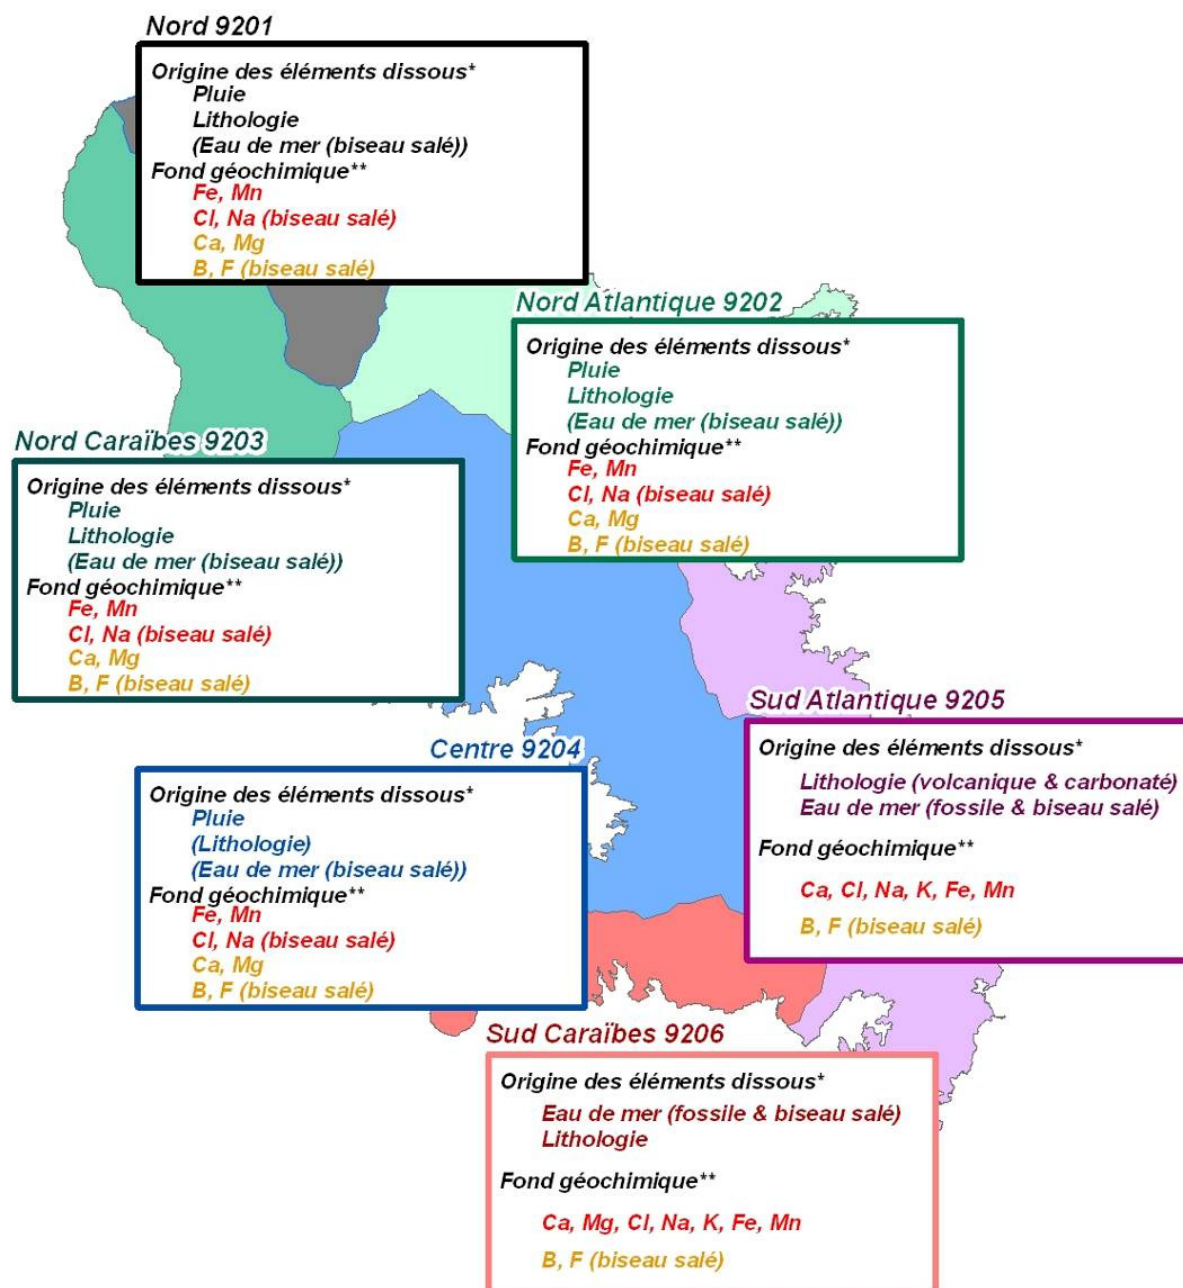 Nord 9201
Origine des éléments dissous*
Pluie
Lithologie
(Eau de mer (biseau salé))
Fond géochimique**
Fe, Mn
Cl, Na (biseau salé)
Ca, Mg
B, F (biseau salé)
Nord Atlantique 9202
Origine des éléments dissous*
Pluie
Lithologie
(Eau de mer (biseau salé))
Fond géochimique**
Fe, Mn
Cl, Na (biseau salé)
Ca, Mg
B, F (biseau salé)
Nord Caraïbes 9203
Origine des éléments dissous*
Pluie
Lithologie
(Eau de mer (biseau salé))
Fond géochimique**
Fe, Mn
Cl, Na (biseau salé)
Ca, Mg
B, F (biseau salé)
Sud Atlantique 9205
Origine des éléments dissous*
Lithologie (volcanique & carbonaté)
Eau de mer (fossile & biseau salé)
Fond géochimique**
Ca, Cl, Na, K, Fe, Mn
B, F (biseau salé)
Centre 9204
Origine des éléments dissous*
Pluie
(Lithologie)
(Eau de mer (biseau salé))
Fond géochimique**
Fe, Mn
Cl, Na (biseau salé)
Ca, Mg
B, F (biseau salé)
Sud Caraïbes 9206
Origine des éléments dissous*
Eau de mer (fossile & biseau salé)
Lithologie
Fond géochimique**
Ca, Mg, Cl, Na, K, Fe, Mn
B, F (biseau salé)